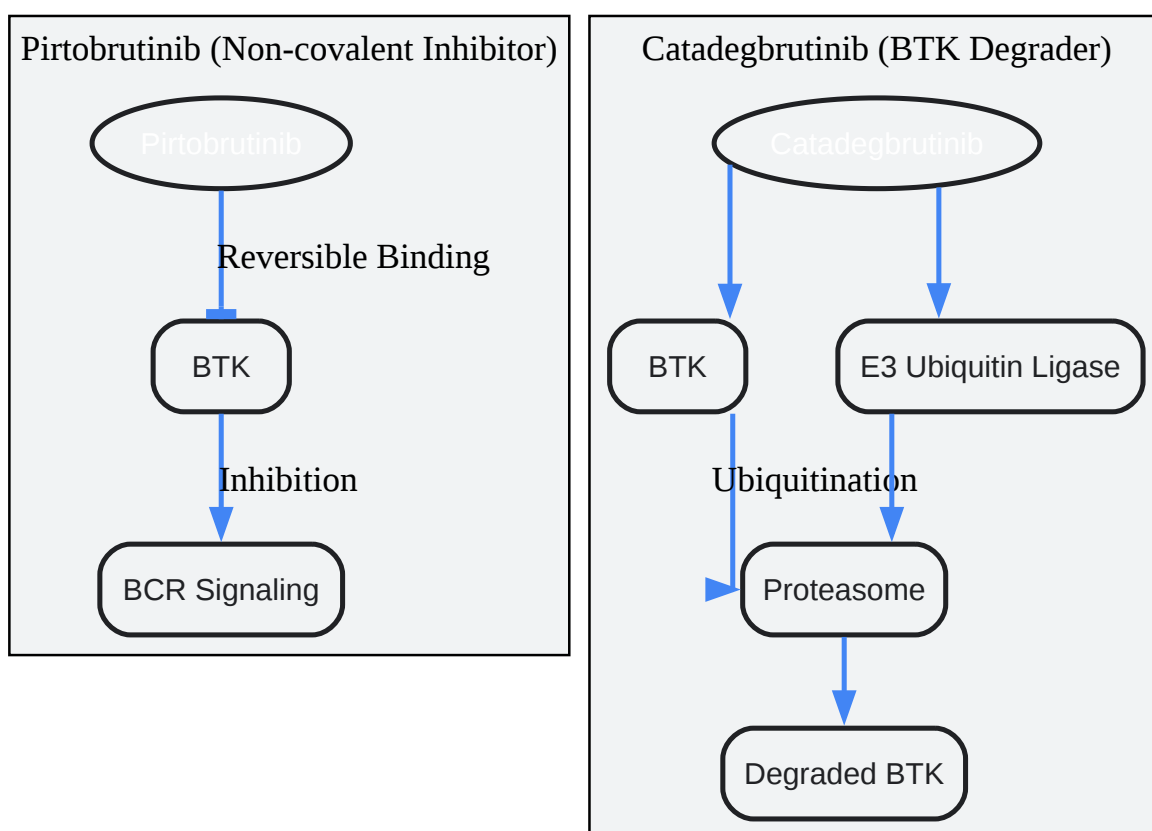 Pirtobrutinib (Non-covalent Inhibitor)
Pirtobrutinib
Reversible Binding
BTK
Inhibition
BCR Signaling
Catadegbrutinib (BTK Degrader)
Catadegbrutinib
BTK
E3 Ubiquitin Ligase
Ubiquitination
Proteasome
Degraded BTK